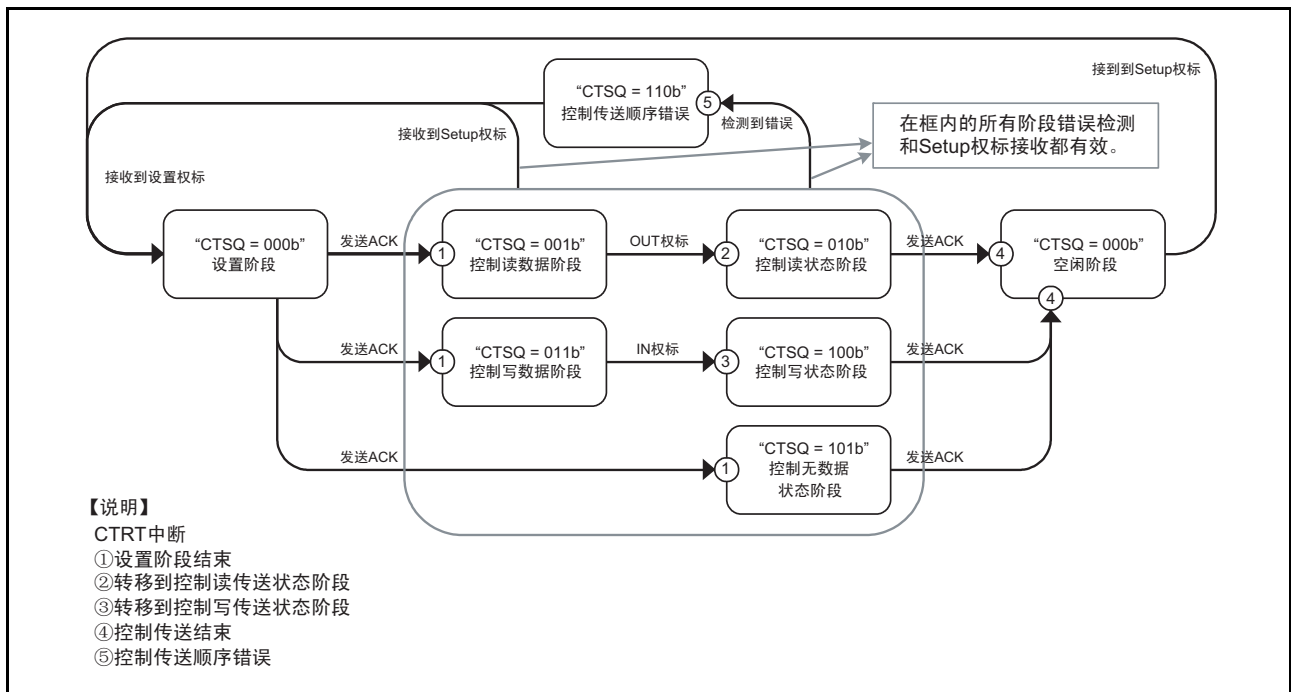 接到到Setup权标
“CTSQ = 110b”
控制传送顺序错误
⑤
检测到错误
接收到Setup权标
在框内的所有阶段错误检测
和Setup权标接收都有效。
接收到设置权标
“CTSQ = 000b”
设置阶段
发送ACK
①
“CTSQ = 001b”
控制读数据阶段
OUT权标
②
“CTSQ = 010b”
控制读状态阶段
发送ACK
④
“CTSQ = 000b”
空闲阶段
④
发送ACK
①
“CTSQ = 011b”
控制写数据阶段
IN权标
③
“CTSQ = 100b”
控制写状态阶段
发送ACK
发送ACK
①
“CTSQ = 101b”
控制无数据
状态阶段
发送ACK
【说明】
CTRT中断
①设置阶段结束
②转移到控制读传送状态阶段
③转移到控制写传送状态阶段
④控制传送结束
⑤控制传送顺序错误